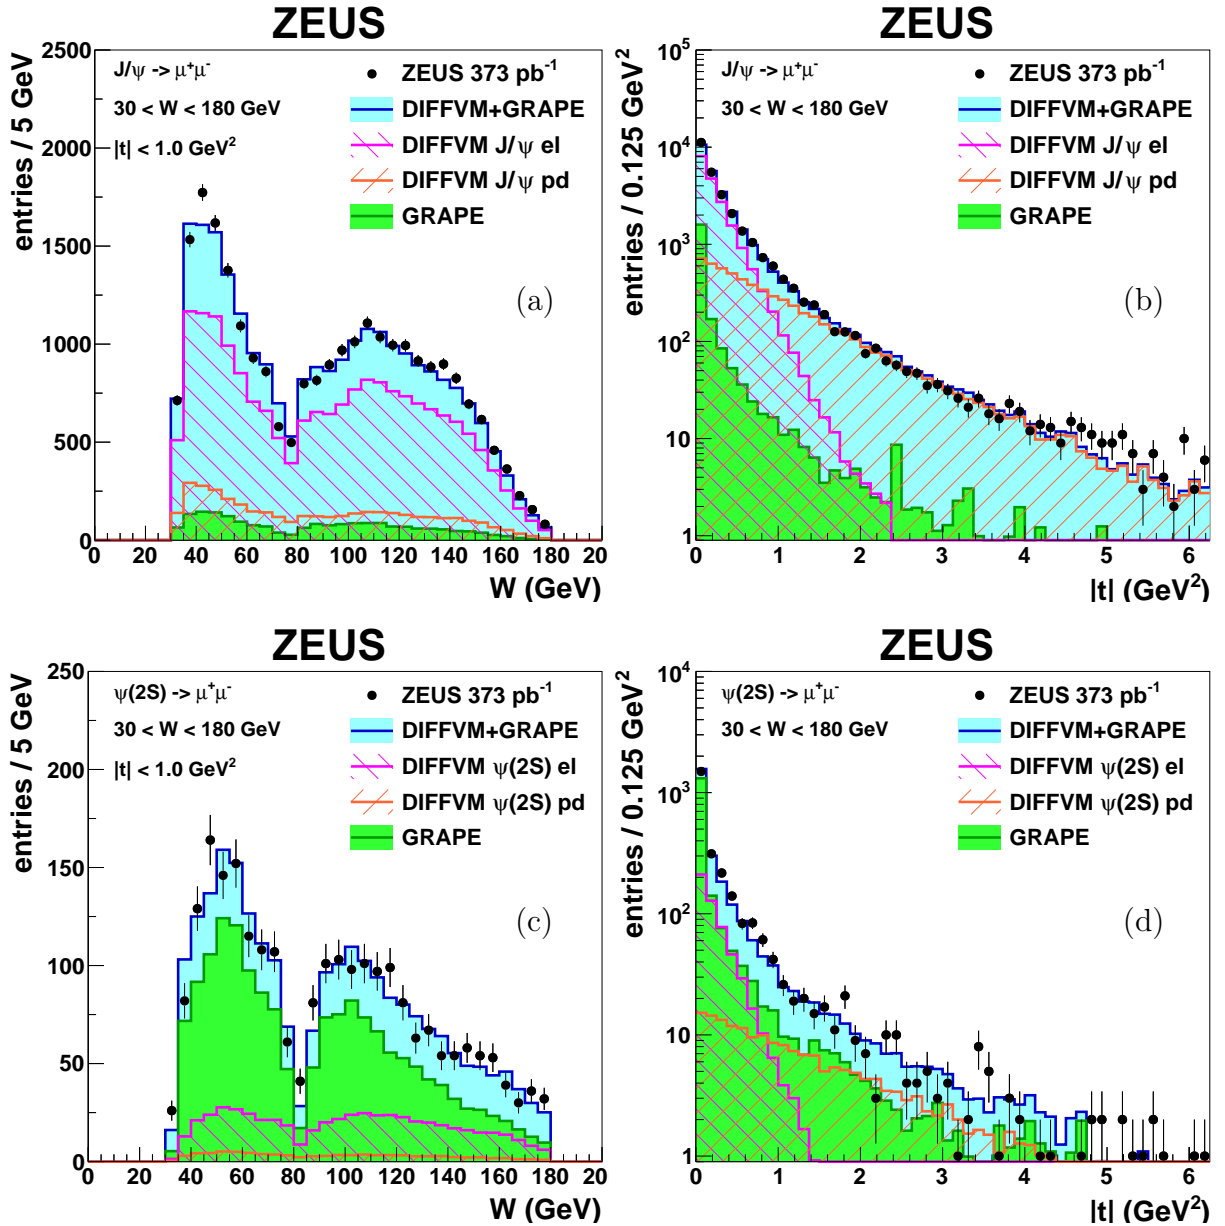 ZEUS
entries / 5 GeV
2500
2000
1500
1000
500
0
J/ψ -> μ⁺μ⁻
30 < W < 180 GeV
|t| < 1.0 GeV²
ZEUS 373 pb⁻¹
DIFFVM+GRAPE
DIFFVM J/ψ el
DIFFVM J/ψ pd
GRAPE
(a)
0 20 40 60 80 100 120 140 160 180 20
W (GeV)
ZEUS
entries / 0.125 GeV²
10⁵
10⁴
10³
10²
10
1
J/ψ -> μ⁺μ⁻
30 < W < 180 GeV
ZEUS 373 pb⁻¹
DIFFVM+GRAPE
DIFFVM J/ψ el
DIFFVM J/ψ pd
GRAPE
(b)
0 1 2 3 4 5 6
|t| (GeV²)
ZEUS
entries / 5 GeV
250
200
150
100
50
0
ψ(2S) -> μ⁺μ⁻
30 < W < 180 GeV
|t| < 1.0 GeV²
ZEUS 373 pb⁻¹
DIFFVM+GRAPE
DIFFVM ψ(2S) el
DIFFVM ψ(2S) pd
GRAPE
(c)
0 20 40 60 80 100 120 140 160 180 20
W (GeV)
ZEUS
entries / 0.125 GeV²
10⁴
10³
10²
10
1
ψ(2S) -> μ⁺μ⁻
30 < W < 180 GeV
ZEUS 373 pb⁻¹
DIFFVM+GRAPE
DIFFVM ψ(2S) el
DIFFVM ψ(2S) pd
GRAPE
(d)
0 1 2 3 4 5 6
|t| (GeV²)